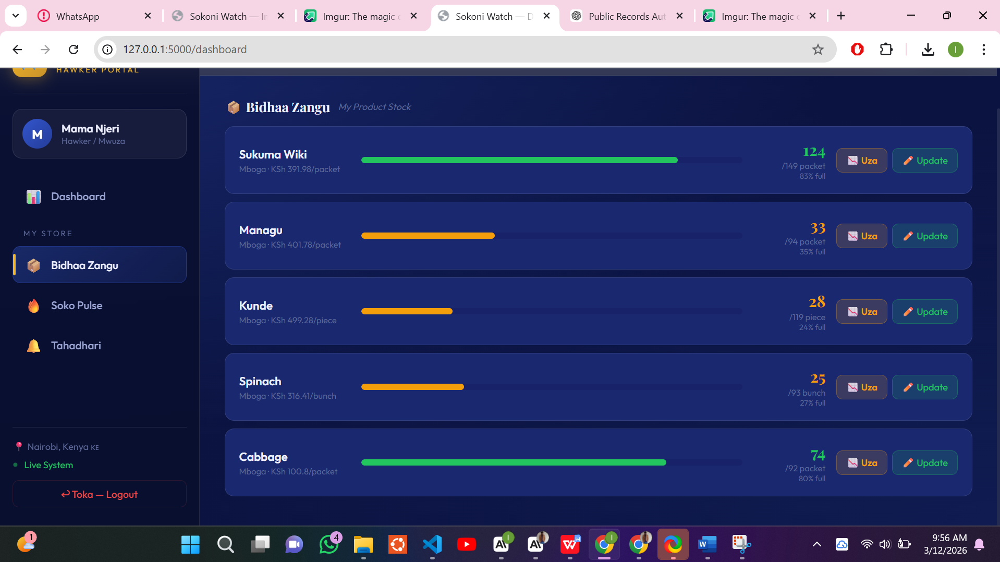 WhatsApp
Sokoni Watch — In
Imgur: The magic o
Sokoni Watch — D
Public Records Aut
Imgur: The magic o
127.0.0.1:5000/dashboard
I
HAWKER PORTAL
M
Mama Njeri
Hawker / Mwuza
Dashboard
MY STORE
Bidhaa Zangu
Soko Pulse
Tahadhari
Nairobi, Kenya KE
Live System
Toka — Logout
Bidhaa Zangu My Product Stock
Sukuma Wiki
Mboga · KSh 391.98/packet
124
/149 packet
83% full
Uza
Update
Managu
Mboga · KSh 401.78/packet
33
/94 packet
35% full
Uza
Update
Kunde
Mboga · KSh 499.28/piece
28
/119 piece
24% full
Uza
Update
Spinach
Mboga · KSh 316.41/bunch
25
/93 bunch
27% full
Uza
Update
Cabbage
Mboga · KSh 100.8/packet
74
/92 packet
80% full
Uza
Update
1
4
9:56 AM
3/12/2026